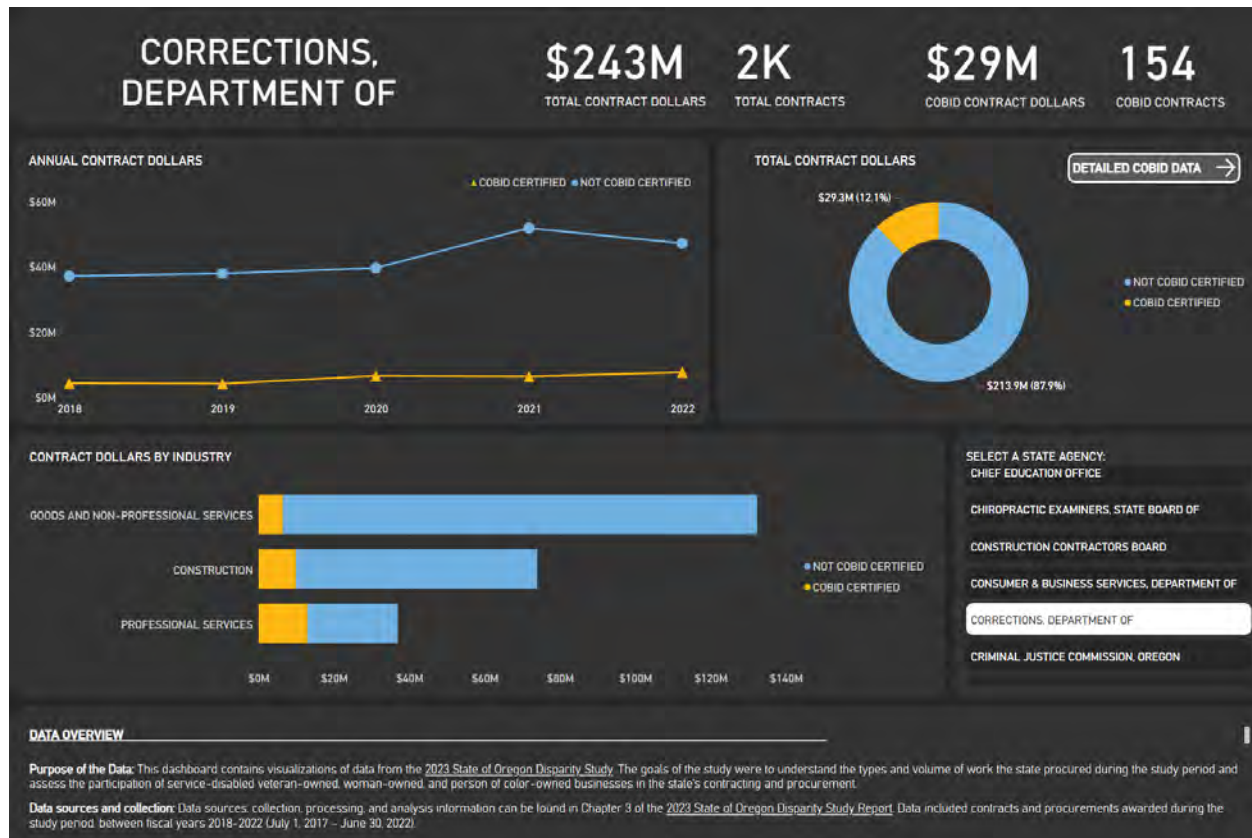 CORRECTIONS,
DEPARTMENT OF
$243M
TOTAL CONTRACT DOLLARS
2K
TOTAL CONTRACTS
$29M
COBID CONTRACT DOLLARS
154
COBID CONTRACTS
ANNUAL CONTRACT DOLLARS
COBID CERTIFIED NOT COBID CERTIFIED
$60M
$40M
$20M
$0M
2018 2019 2020 2021 2022
TOTAL CONTRACT DOLLARS
DETAILED COBID DATA →
$29.3M (12.1%)
NOT COBID CERTIFIED
COBID CERTIFIED
$213.9M (87.9%)
CONTRACT DOLLARS BY INDUSTRY
GOODS AND NON-PROFESSIONAL SERVICES
CONSTRUCTION
PROFESSIONAL SERVICES
NOT COBID CERTIFIED
COBID CERTIFIED
$0M $20M $40M $60M $80M $100M $120M $140M
SELECT A STATE AGENCY:
CHIEF EDUCATION OFFICE
CHIROPRACTIC EXAMINERS, STATE BOARD OF
CONSTRUCTION CONTRACTORS BOARD
CONSUMER & BUSINESS SERVICES, DEPARTMENT OF
CORRECTIONS, DEPARTMENT OF
CRIMINAL JUSTICE COMMISSION, OREGON
DATA OVERVIEW
Purpose of the Data: This dashboard contains visualizations of data from the 2023 State of Oregon Disparity Study. The goals of the study were to understand the types and volume of work the state procured during the study period and
assess the participation of service-disabled veteran-owned, woman-owned, and person of color-owned businesses in the state's contracting and procurement.
Data sources and collection: Data sources, collection, processing, and analysis information can be found in Chapter 3 of the 2023 State of Oregon Disparity Study Report. Data included contracts and procurements awarded during the
study period, between fiscal years 2018-2022 (July 1, 2017 – June 30, 2022).